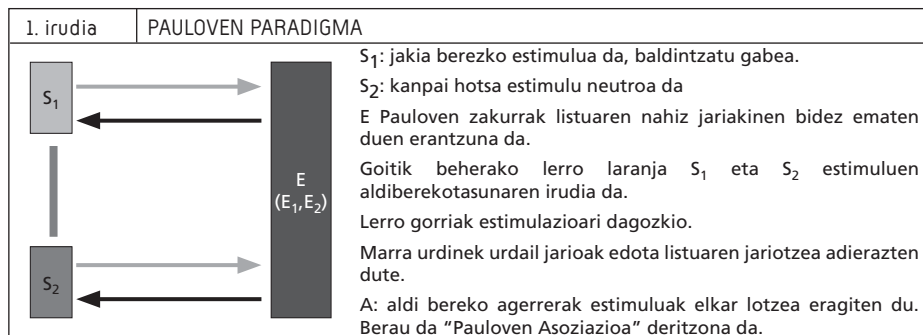 1. irudia PAULOVEN PARADIGMA
S1: jakia berezko estimulua da, baldintzatu gabea.
S2: kanpai hotsa estimulu neutroa da
E Pauloven zakurrak listuaren nahiz jariakinen bidez ematen
duen erantzuna da.
Goitik beherako lerro laranja S1 eta S2 estimuluen
aldiberekotasunaren irudia da.
Lerro gorriak estimulazioari dagozkio.
Marra urdinek urdail jarioak edota listuaren jariotzea adierazten
dute.
A: aldi bereko agerrerak estimuluak elkar lotzea eragiten du.
Berau da “Pauloven Asoziazioa” deritzona da.
S1
E
(E1,E2)
S2